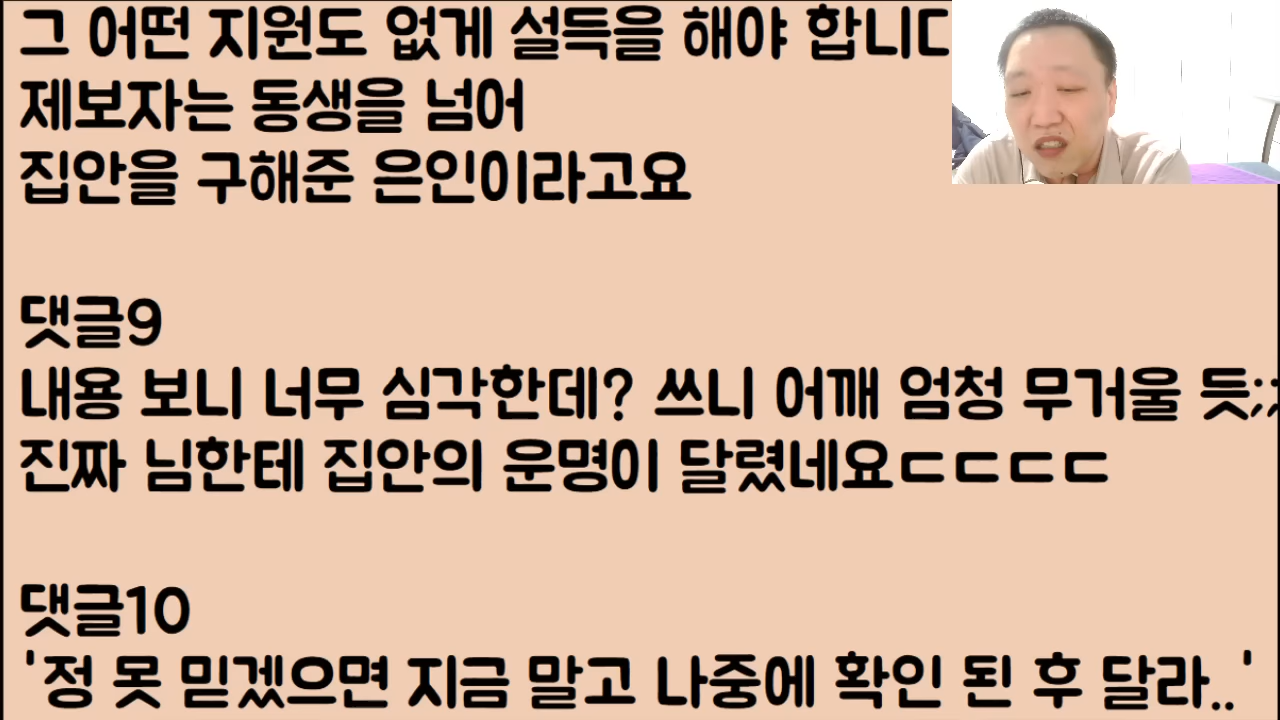 그 어떤 지원도 없게 설득을 해야 합니
제보자는 동생을 넘어
집안을 구해준 은인이라고요
댓글9
내용 보니 너무 심각한데? 쓰니 어깨 엄청 무거울 듯;;
진짜 님한테 집안의 운명이 달렸네요ㄷㄷㄷㄷ
댓글10
'정 못 믿겠으면 지금 말고 나중에 확인 된 후 달라..'